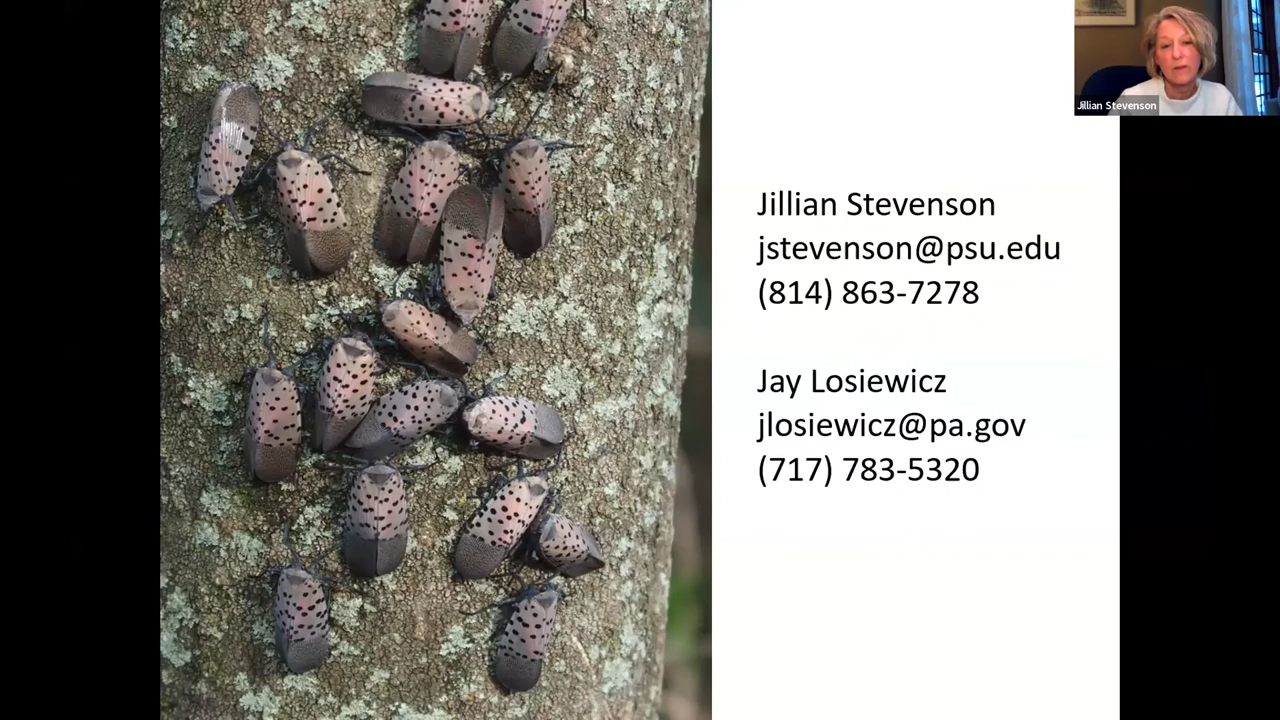 Jillian Stevenson
Jillian Stevenson
jstevenson@psu.edu
(814) 863-7278
Jay Losiewicz
jlosiewicz@pa.gov
(717) 783-5320